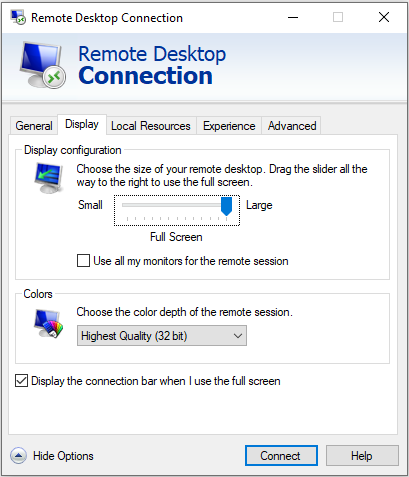 Remote Desktop Connection
Remote Desktop
Connection
General Display Local Resources Experience Advanced
Display configuration
Choose the size of your remote desktop. Drag the slider all the
way to the right to use the full screen.
Small Large
Full Screen
Use all my monitors for the remote session
Colors
Choose the color depth of the remote session.
Highest Quality (32 bit)
Display the connection bar when I use the full screen
Hide Options Connect Help